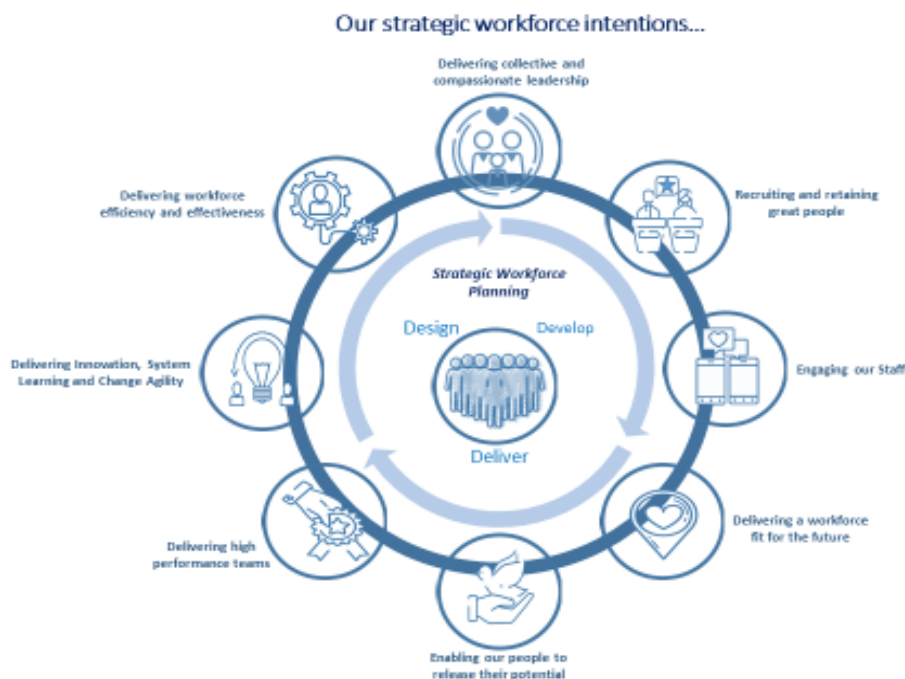 Our strategic workforce intentions...
Delivering collective and
compassionate leadership
Recruiting and retaining
great people
Engaging our Staff
Delivering a workforce
fit for the future
Enabling our people to
release their potential
Delivering high
performance teams
Delivering Innovation, System
Learning and Change Agility
Delivering workforce
efficiency and effectiveness
Strategic Workforce
Planning
Design
Develop
Deliver